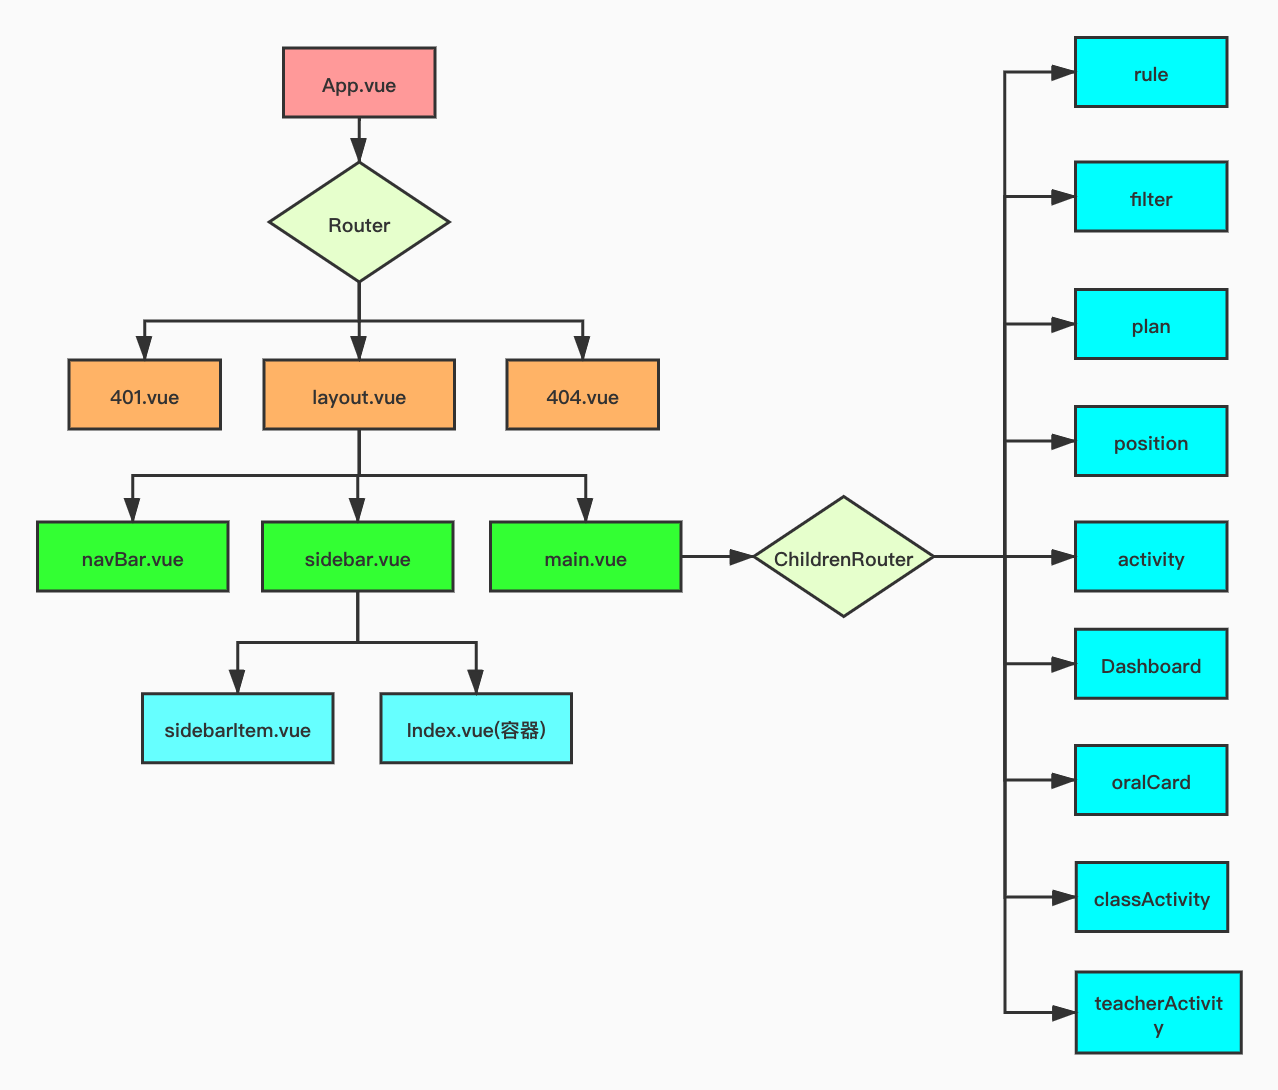 App.vue
Router
401.vue
layout.vue
404.vue
navBar.vue
sidebar.vue
main.vue
sidebarItem.vue
Index.vue(容器)
ChildrenRouter
rule
filter
plan
position
activity
Dashboard
oralCard
classActivity
teacherActivit
y